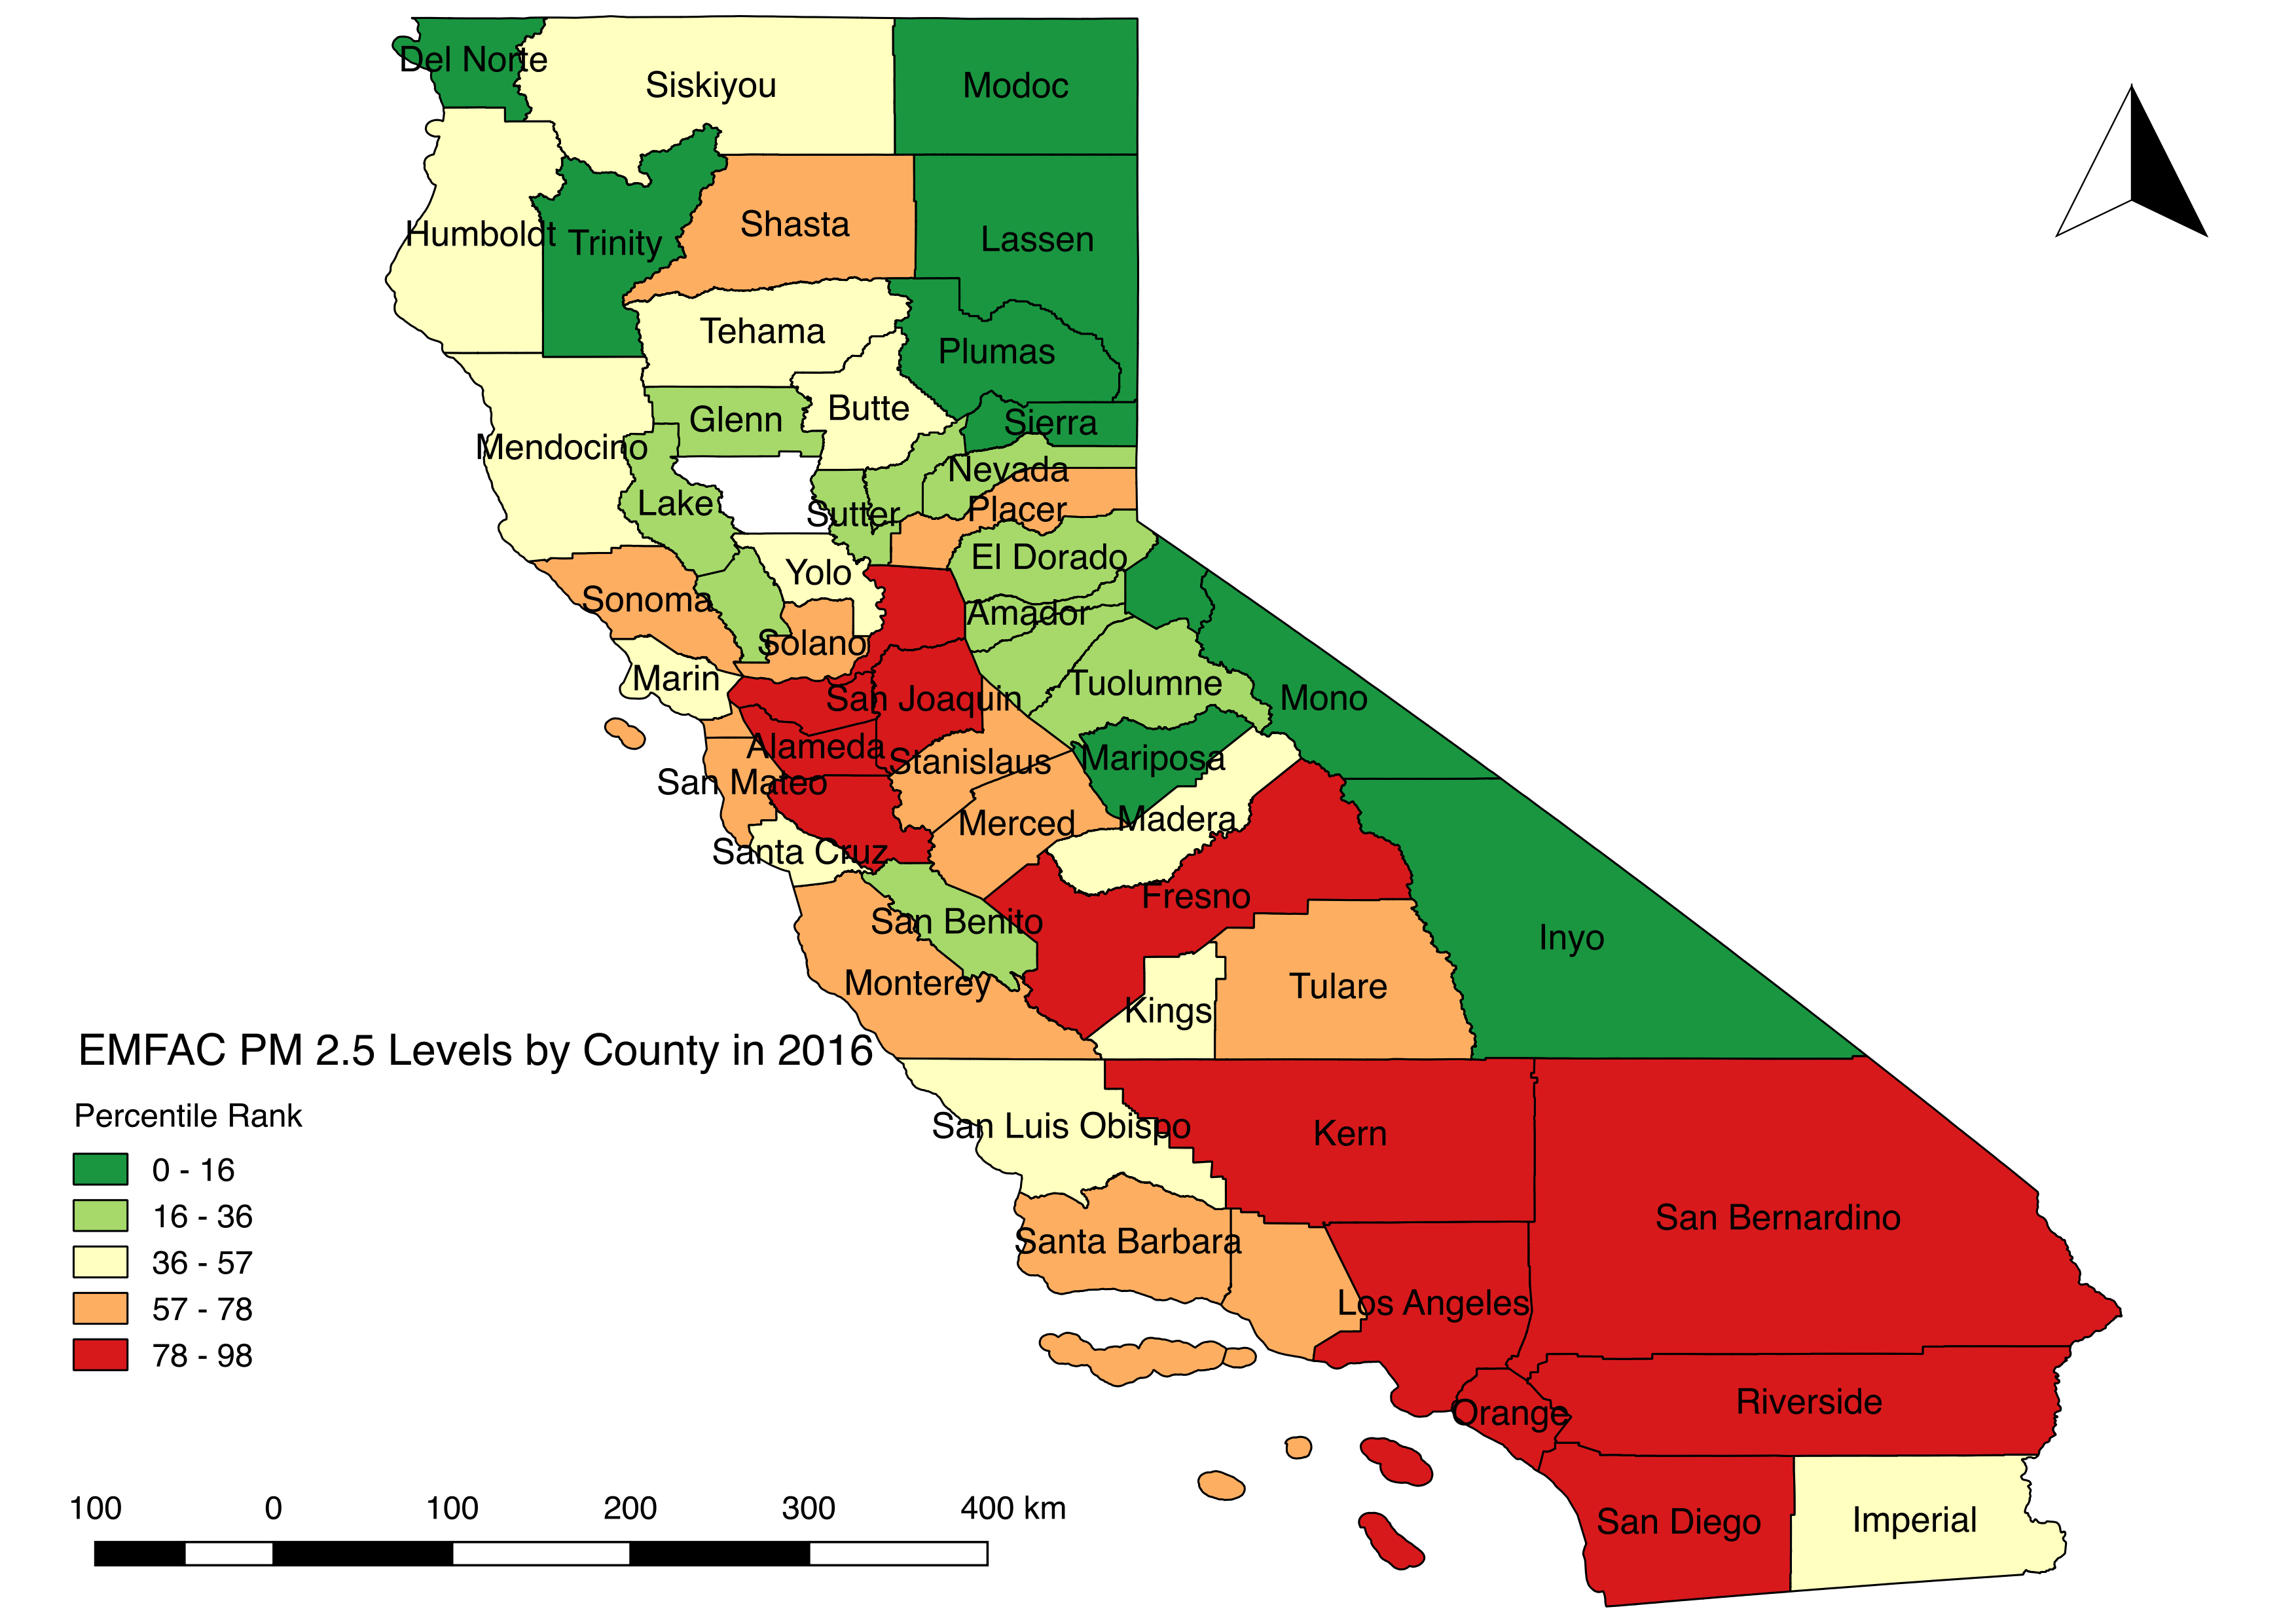 Del Norte
Siskiyou
Modoc
Humboldt
Trinity
Shasta
Lassen
Tehama
Plumas
Mendocino
Glenn
Butte
Sierra
Nevada
Lake
Sutter
Placer
Yolo
El Dorado
Sonoma
Amador
Solano
Marin
San Joaquin
Tuolumne
Mono
Alameda
Stanislaus
Mariposa
San Mateo
Merced
Madera
Santa Cruz
Fresno
San Benito
Inyo
Monterey
Kings
Tulare
EMFAC PM 2.5 Levels by County in 2016
Percentile Rank
0 - 16
16 - 36
36 - 57
57 - 78
78 - 98
San Luis Obispo
Kern
San Bernardino
Santa Barbara
Los Angeles
Orange
Riverside
San Diego
Imperial
100 0 100 200 300 400 km